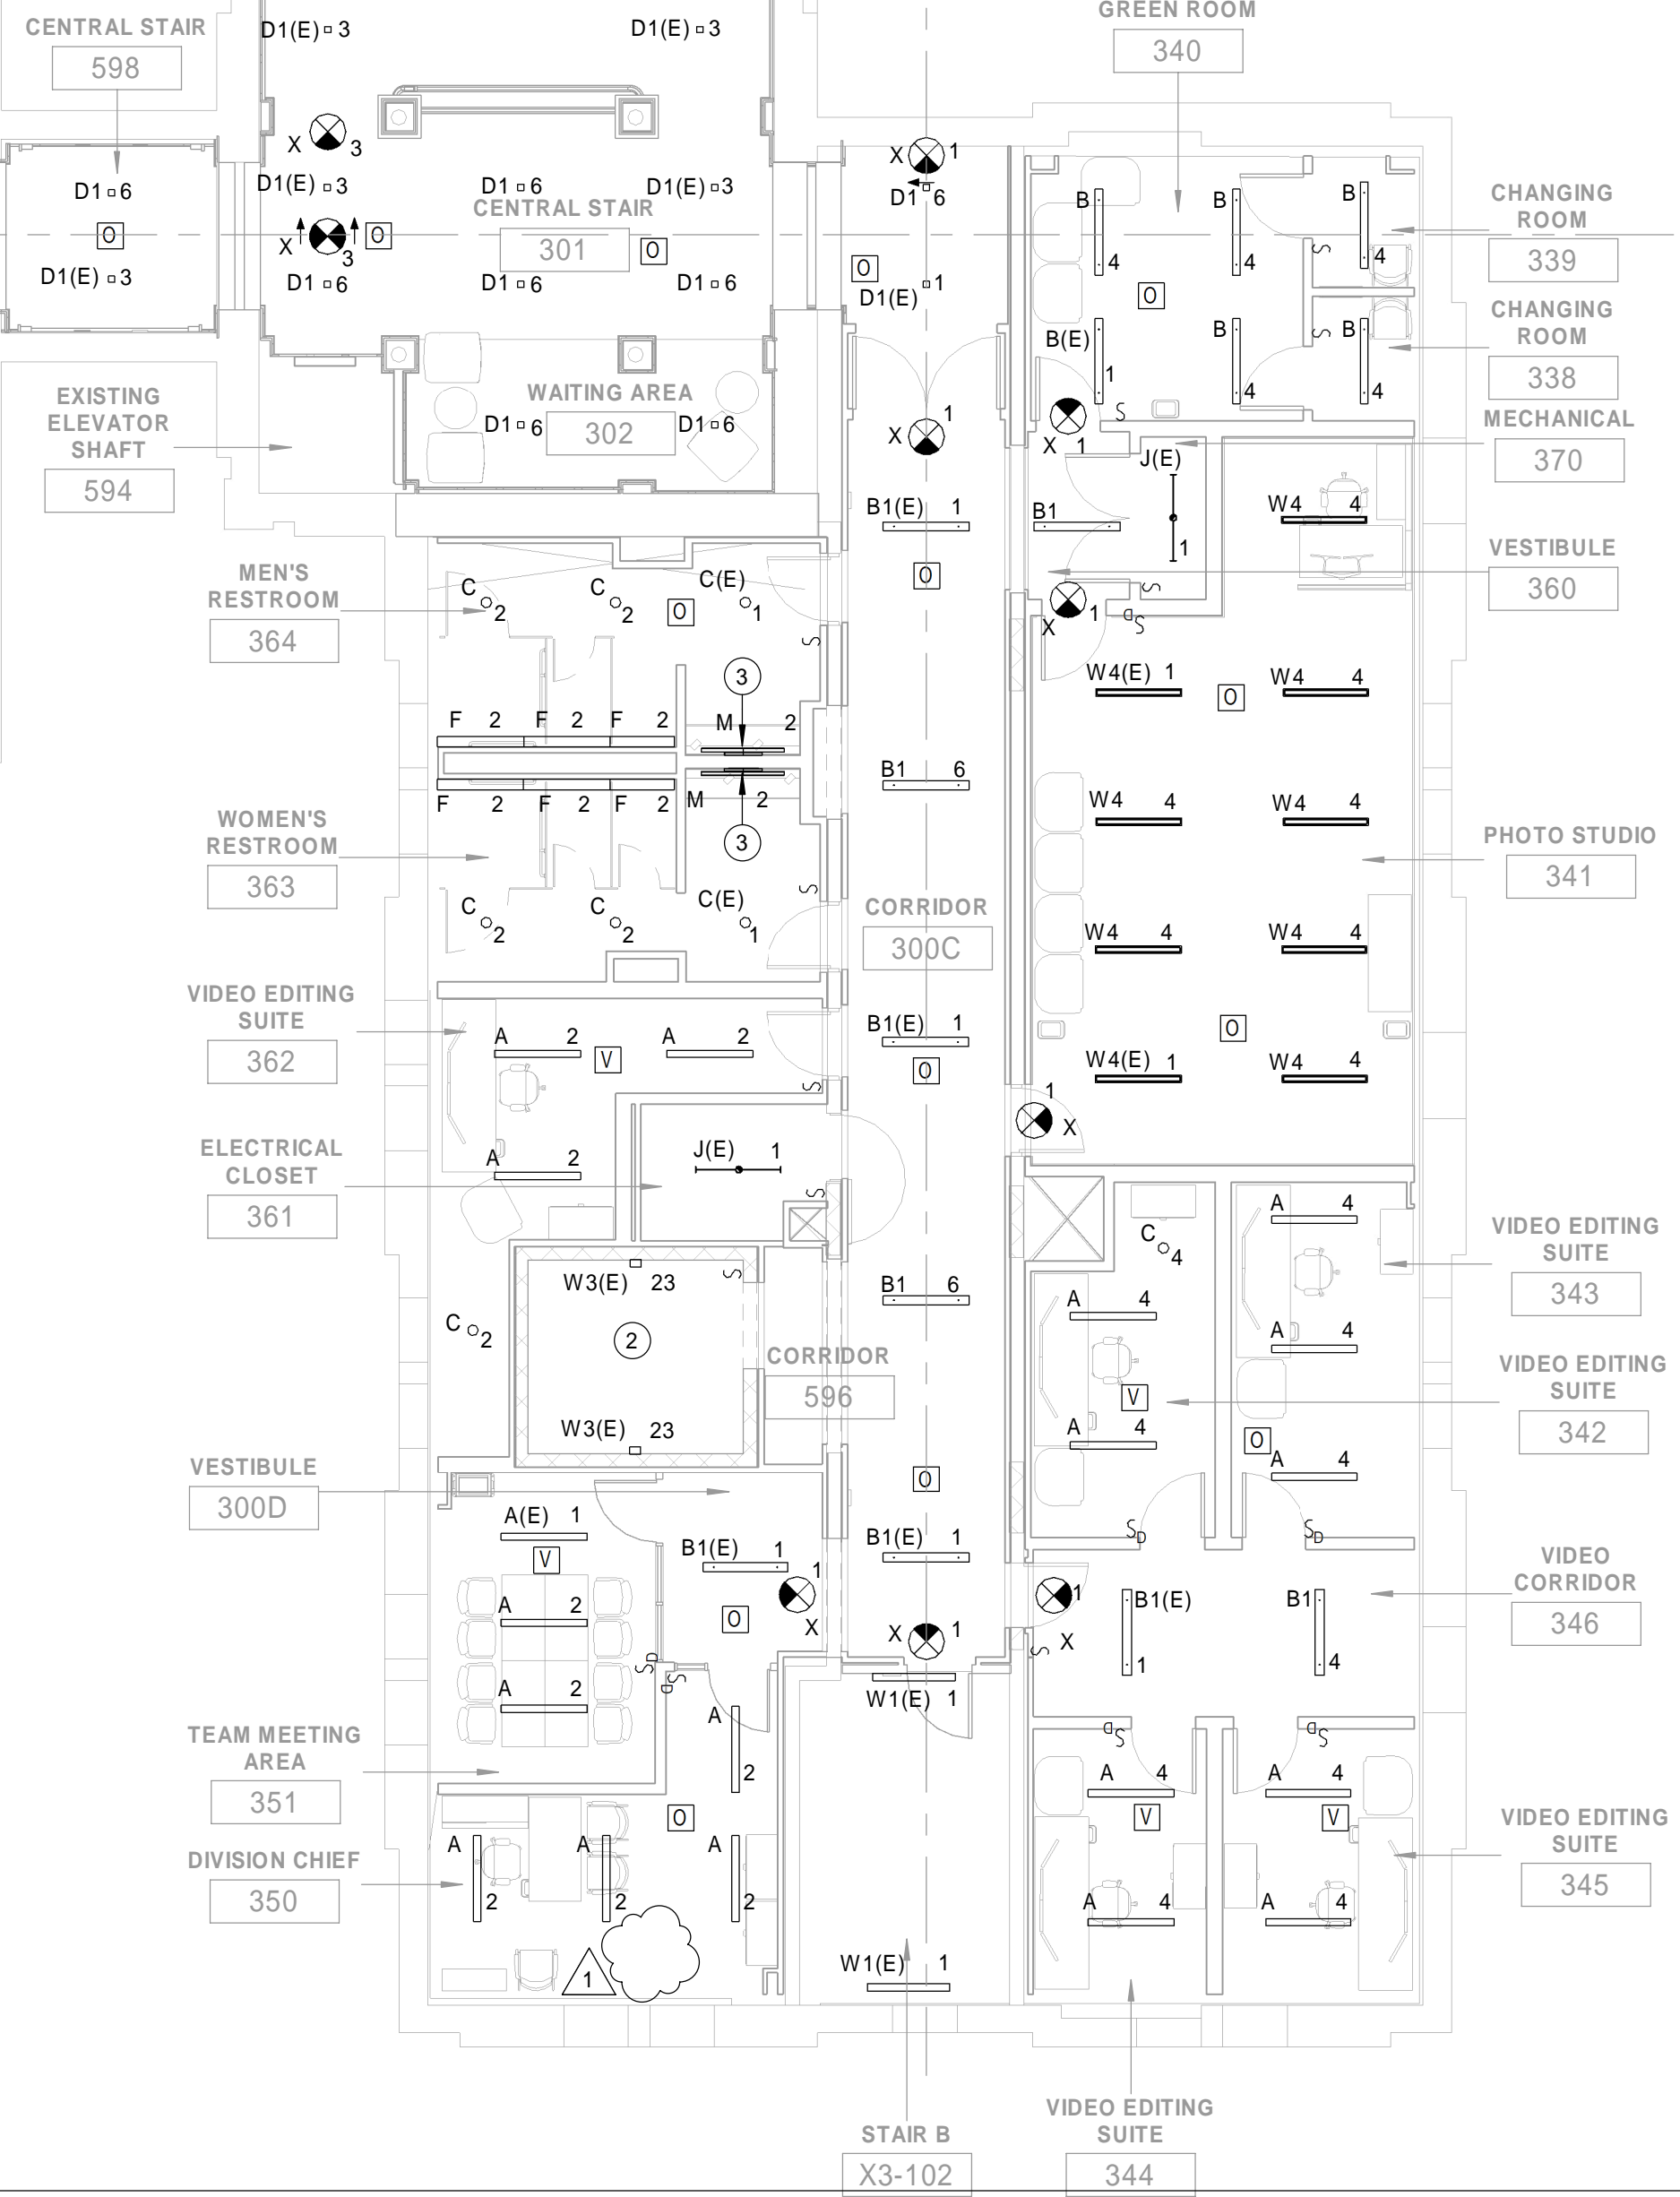 GREEN ROOM
340
CENTRAL STAIR
598
D1(E) 3
D1(E) 3
X 3
X 1
D1 6
D1(E) 3
D1 6
D1(E) 3
D1 6
CENTRAL STAIR
301
O
X 3
O
O
O
D1(E) 3
D1 6
D1 6
D1 6
D1(E) 1
B 4
B 4
B 4
S
CHANGING
ROOM
339
O
CHANGING
ROOM
338
B(E) 1
B 4
B 4
S
S
EXISTING
ELEVATOR
SHAFT
594
WAITING AREA
302
D1 6
D1 6
X 1
X 1
MECHANICAL
370
J(E) 1
B1(E) 1
B1
W4 4
O
VESTIBULE
360
S
X 1
S D
MEN'S
RESTROOM
364
C 2
C 2
C(E) 1
O
S
3
W4(E) 1
W4 4
O
F 2 F 2 F 2
M 2
B1 6
F 2 F 2 F 2
M 2
3
W4 4
W4 4
WOMEN'S
RESTROOM
363
PHOTO STUDIO
341
S
C 2
C 2
C(E) 1
CORRIDOR
300C
W4 4
W4 4
VIDEO EDITING
SUITE
362
A 2
A 2
V
S
B1(E) 1
O
O
W4(E) 1
W4 4
X 1
A 2
ELECTRICAL
CLOSET
361
J(E) 1
S
C 4
A 4
VIDEO EDITING
SUITE
343
W3(E) 23
S
B1 6
A 4
A 4
C 2
2
CORRIDOR
596
V
VIDEO EDITING
SUITE
342
W3(E) 23
A 4
O
A 4
VESTIBULE
300D
O
A(E) 1
V
B1(E) 1
B1(E) 1
S D
S D
VIDEO
CORRIDOR
346
X 1
X 1
B1(E) 1
B1 4
A 2
O
X 1
S
S D
S D
W1(E) 1
A 2
A 2
TEAM MEETING
AREA
351
S D
S D
A 4
A 4
O
V
V
VIDEO EDITING
SUITE
345
DIVISION CHIEF
350
A 2
A 2
A 2
A 4
A 4
1
W1(E) 1
STAIR B
X3-102
VIDEO EDITING
SUITE
344